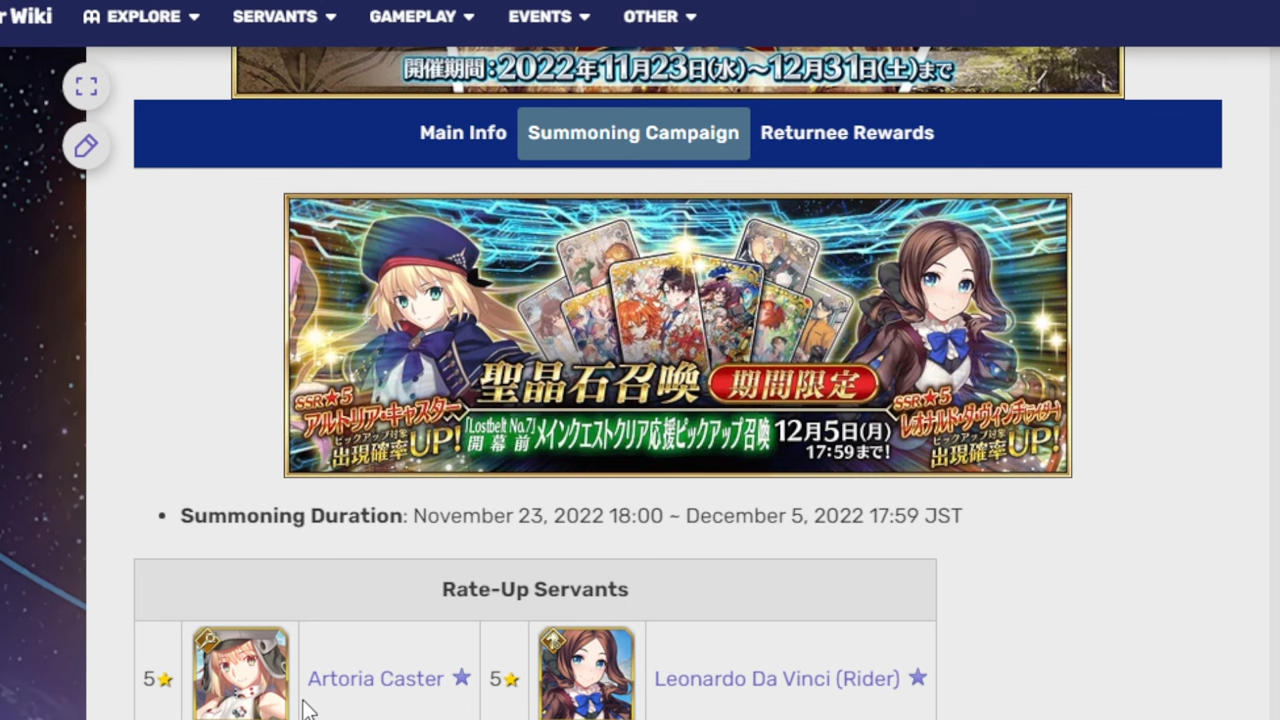 r Wiki
EXPLORE
SERVANTS
GAMEPLAY
EVENTS
OTHER
開催期間：2022年11月23日(水)～12月31日(土)まで
Main Info
Summoning Campaign
Returnee Rewards
聖晶石召喚 期間限定
SSR★5
アルトリア・キャスター
ピックアップ対象
出現確率UP!
「Lostbelt No.7」
開幕前
メインクエストクリア応援ピックアップ召喚
12月5日(月)
17:59まで!
SSR★5
レオナルド・ダ・ヴィンチ(ライダー)
ピックアップ対象
出現確率UP!
• Summoning Duration: November 23, 2022 18:00 ~ December 5, 2022 17:59 JST
Rate-Up Servants
5★ Artoria Caster ★ 5★ Leonardo Da Vinci (Rider) ★